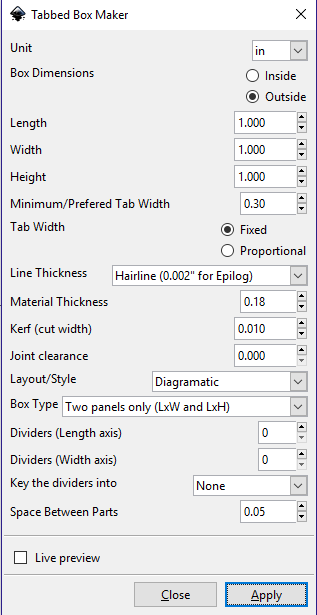 Tabbed Box Maker
Unit in
Box Dimensions Inside
Outside
Length 1.000
Width 1.000
Height 1.000
Minimum/Prefered Tab Width 0.30
Tab Width Fixed
Proportional
Line Thickness Hairline (0.002" for Epilog)
Material Thickness 0.18
Kerf (cut width) 0.010
Joint clearance 0.000
Layout/Style Diagramatic
Box Type Two panels only (LxW and LxH)
Dividers (Length axis) 0
Dividers (Width axis) 0
Key the dividers into None
Space Between Parts 0.05
Live preview
Close Apply